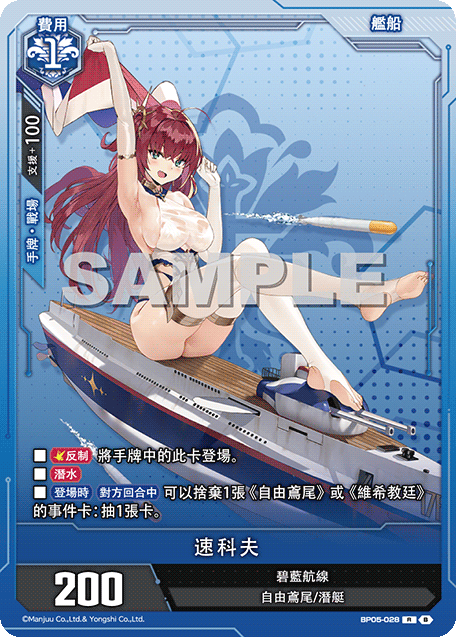 費用
1
艦船
支援+100
手牌・戰場
SAMPLE
■ 反制 將手牌中的此卡登場。
■ 潛水
■ 登場時 對方回合中 可以捨棄1張《自由鳶尾》或《維希教廷》
的事件卡:抽1張卡。
速科夫
200
碧藍航線
自由鳶尾/潛艇
©Manjuu Co.,Ltd.& Yongshi Co.,Ltd.
BP05-028 R B